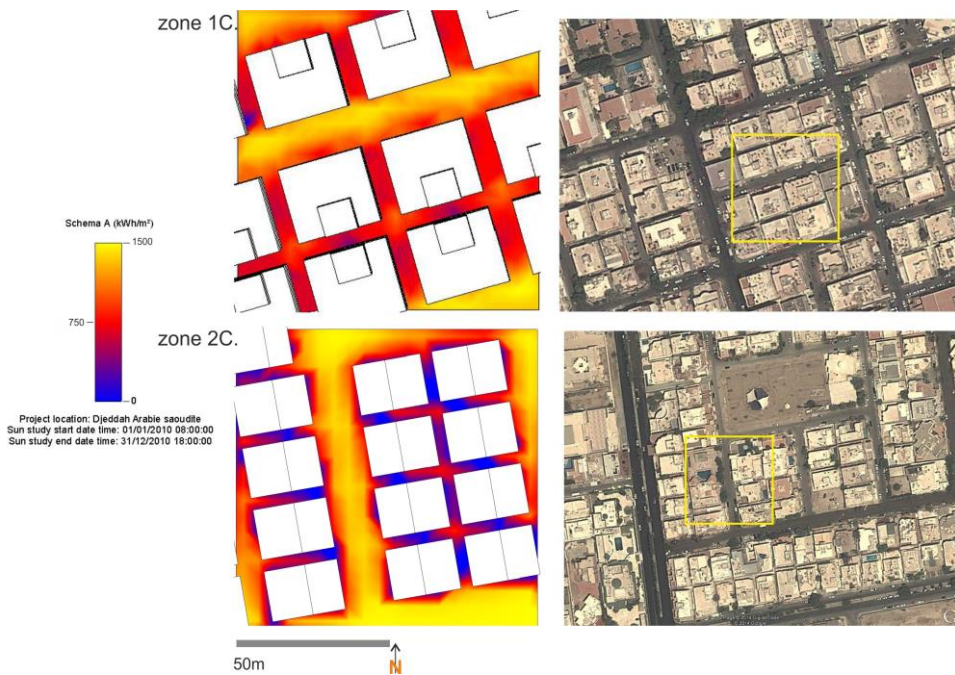 zone 1C.
Schema A (kWh/m²)
1500
750
0
Project location: Djeddah Arabie saoudite
Sun study start date time: 01/01/2010 08:00:00
Sun study end date time: 31/12/2010 18:00:00
zone 2C.
50m
N